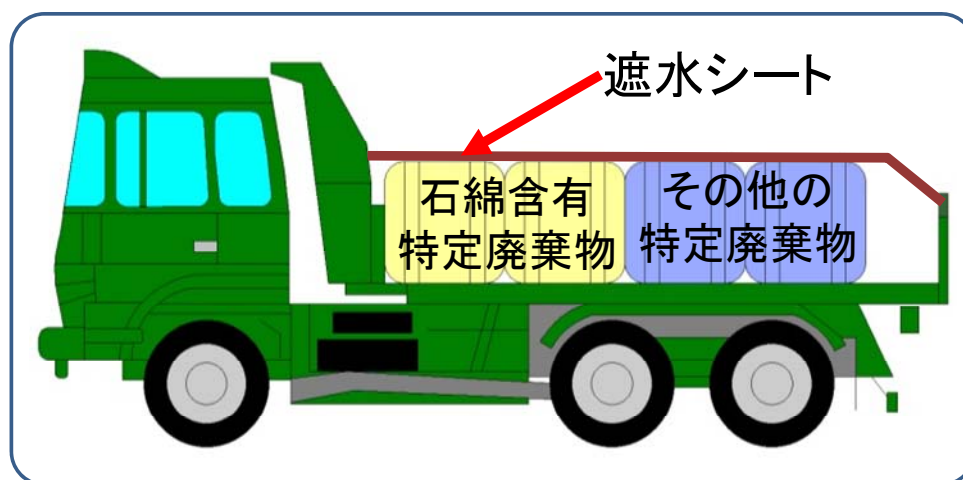 遮水シート
石綿含有
特定廃棄物
その他の
特定廃棄物